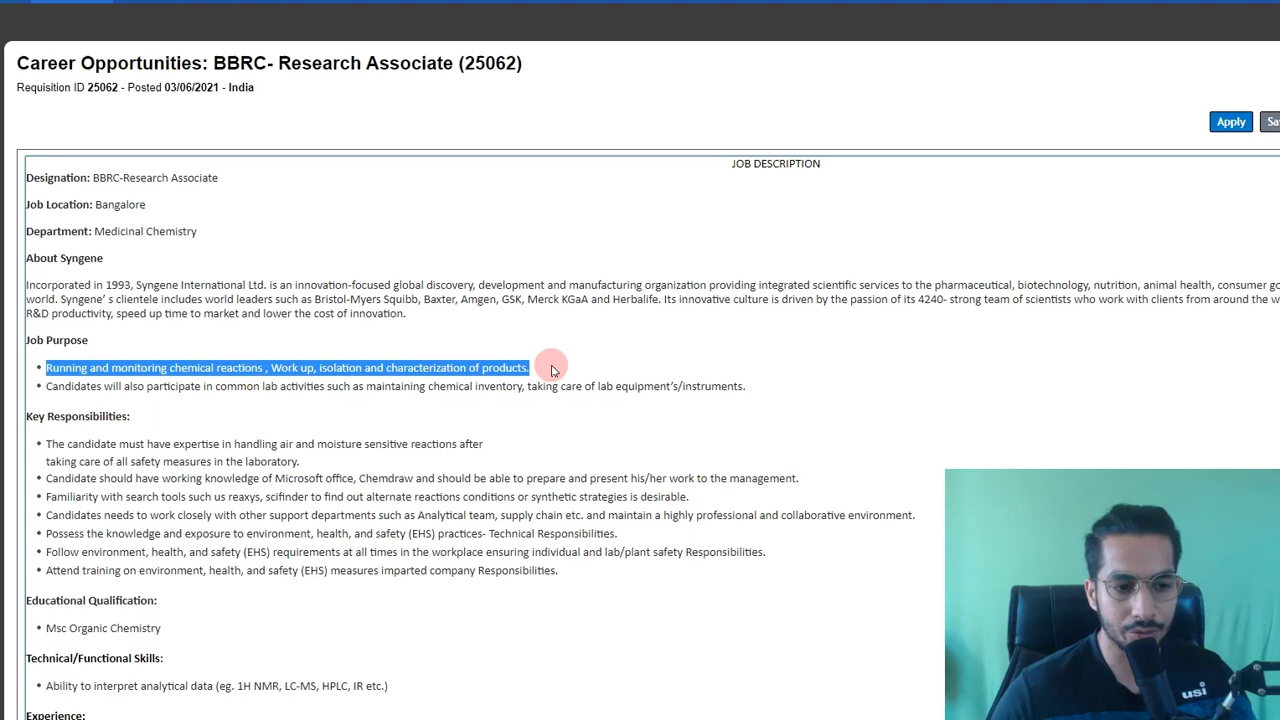 Career Opportunities: BBRC- Research Associate (25062)
Requisition ID 25062 - Posted 03/06/2021 - India
Apply
JOB DESCRIPTION
Designation: BBRC-Research Associate
Job Location: Bangalore
Department: Medicinal Chemistry
About Syngene
Incorporated in 1993, Syngene International Ltd. is an innovation-focused global discovery, development and manufacturing organization providing integrated scientific services to the pharmaceutical, biotechnology, nutrition, animal health, consumer go
world. Syngene' s clientele includes world leaders such as Bristol-Myers Squibb, Baxter, Amgen, GSK, Merck KGaA and Herbalife. Its innovative culture is driven by the passion of its 4240- strong team of scientists who work with clients from around the w
R&D productivity, speed up time to market and lower the cost of innovation.
Job Purpose
• Running and monitoring chemical reactions , Work up, isolation and characterization of products.
• Candidates will also participate in common lab activities such as maintaining chemical inventory, taking care of lab equipment's/instruments.
Key Responsibilities:
• The candidate must have expertise in handling air and moisture sensitive reactions after
taking care of all safety measures in the laboratory.
• Candidate should have working knowledge of Microsoft office, Chemdraw and should be able to prepare and present his/her work to the management.
• Familiarity with search tools such us reaxys, scifinder to find out alternate reactions conditions or synthetic strategies is desirable.
• Candidates needs to work closely with other support departments such as Analytical team, supply chain etc. and maintain a highly professional and collaborative environment.
• Possess the knowledge and exposure to environment, health, and safety (EHS) practices- Technical Responsibilities.
• Follow environment, health, and safety (EHS) requirements at all times in the workplace ensuring individual and lab/plant safety Responsibilities.
• Attend training on environment, health, and safety (EHS) measures imparted company Responsibilities.
Educational Qualification:
• Msc Organic Chemistry
Technical/Functional Skills:
• Ability to interpret analytical data (eg. 1H NMR, LC-MS, HPLC, IR etc.)
Experience:
usi